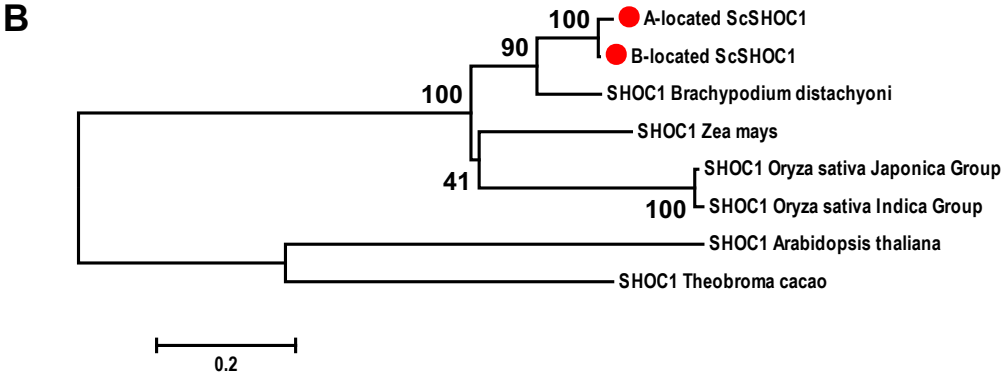 B
100
A-located ScSHOC1
B-located ScSHOC1
90
SHOC1 Brachypodium distachyoni
100
SHOC1 Zea mays
SHOC1 Oryza sativa Japonica Group
41
100
SHOC1 Oryza sativa Indica Group
SHOC1 Arabidopsis thaliana
SHOC1 Theobroma cacao
0.2